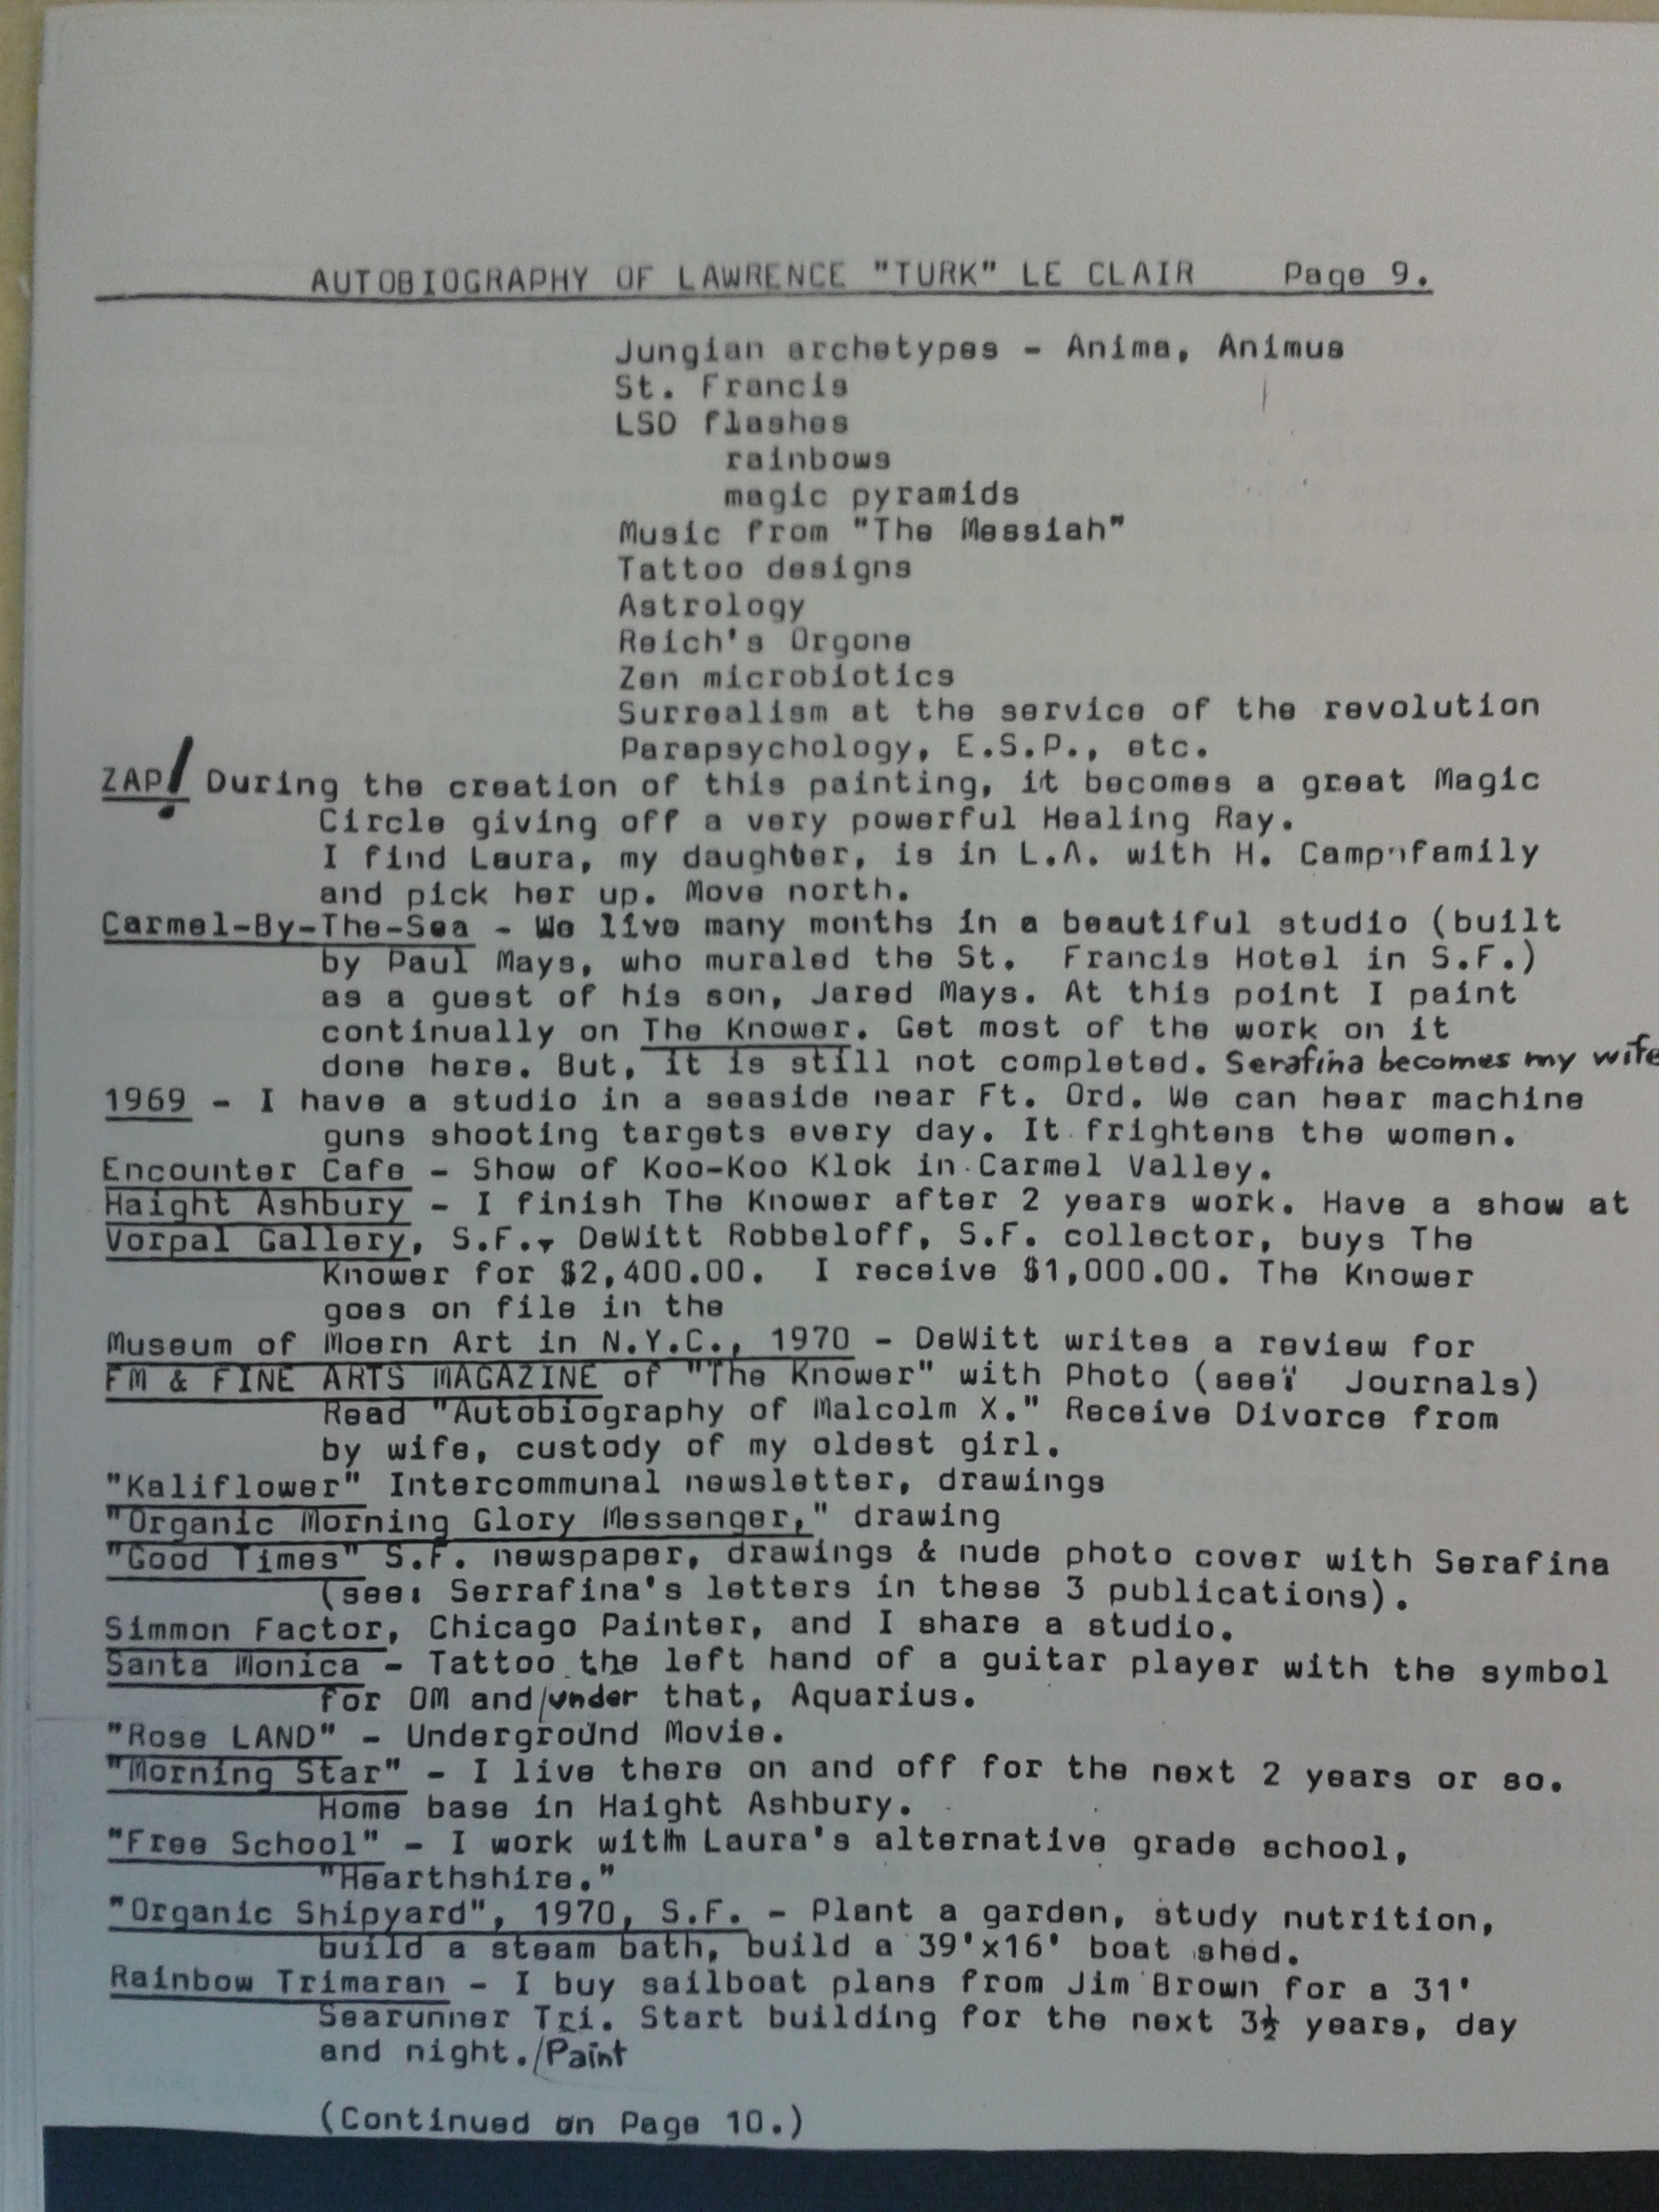 AUTOBIOGRAPHY OF LAWRENCE "TURK" LE CLAIR Page 9.
Jungian archetypes - Anima, Animus
St. Francis
LSD flashes
rainbows
magic pyramids
Music from "The Messiah"
Tattoo designs
Astrology
Reich's Orgone
Zen microbiotics
Surrealism at the service of the revolution
Parapsychology, E.S.P., etc.
ZAP! During the creation of this painting, it becomes a great Magic
Circle giving off a very powerful Healing Ray.
I find Laura, my daughter, is in L.A. with H. Camp family
and pick her up. Move north.
Carmel-By-The-Sea - We live many months in a beautiful studio (built
by Paul Mays, who muraled the St. Francis Hotel in S.F.)
as a guest of his son, Jared Mays. At this point I paint
continually on The Knower. Get most of the work on it
done here. But, it is still not completed. Serafina becomes my wife
1969 - I have a studio in a seaside near Ft. Ord. We can hear machine
guns shooting targets every day. It frightens the women.
Encounter Cafe - Show of Koo-Koo Klok in Carmel Valley.
Haight Ashbury - I finish The Knower after 2 years work. Have a show at
Vorpal Gallery, S.F., DeWitt Robbeloff, S.F. collector, buys The
Knower for $2,400.00. I receive $1,000.00. The Knower
goes on file in the
Museum of Moern Art in N.Y.C., 1970 - DeWitt writes a review for
FM & FINE ARTS MAGAZINE of "The Knower" with Photo (see: Journals)
Read "Autobiography of Malcolm X." Receive Divorce from
by wife, custody of my oldest girl.
"Kaliflower" Intercommunal newsletter, drawings
"Organic Morning Glory Messenger," drawing
"Good Times" S.F. newspaper, drawings & nude photo cover with Serafina
(see: Serrafina's letters in these 3 publications).
Simmon Factor, Chicago Painter, and I share a studio.
Santa Monica - Tattoo the left hand of a guitar player with the symbol
for OM and/under that, Aquarius.
"Rose LAND" - Underground Movie.
"Morning Star" - I live there on and off for the next 2 years or so.
Home base in Haight Ashbury.
"Free School" - I work with Laura's alternative grade school,
"Hearthshire."
"Organic Shipyard", 1970, S.F. - Plant a garden, study nutrition,
build a steam bath, build a 39'x16' boat shed.
Rainbow Trimaran - I buy sailboat plans from Jim Brown for a 31'
Searunner Tri. Start building for the next 3½ years, day
and night./Paint
(Continued on Page 10.)